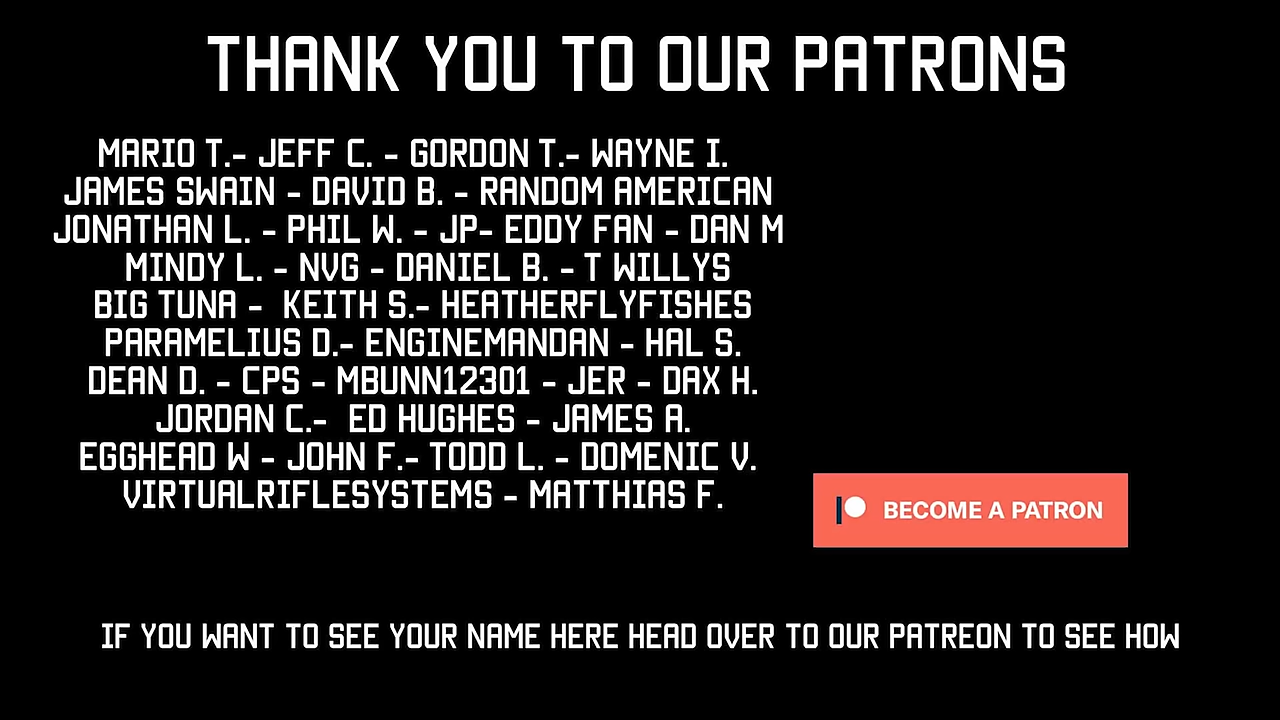 THANK YOU TO OUR PATRONS
MARIO T.- JEFF C. - GORDON T.- WAYNE I.
JAMES SWAIN - DAVID B. - RANDOM AMERICAN
JONATHAN L. - PHIL W. - JP- EDDY FAN - DAN M
MINDY L. - NVG - DANIEL B. - T WILLYS
BIG TUNA - KEITH S.- HEATHERFLYFISHES
PARAMELIUS D.- ENGINEMANDAN - HAL S.
DEAN D. - CPS - MBUNN12301 - JER - DAX H.
JORDAN C.- ED HUGHES - JAMES A.
EGGHEAD W - JOHN F.- TODD L. - DOMENIC V.
VIRTUALRIFLESYSTEMS - MATTHIAS F.
BECOME A PATRON
IF YOU WANT TO SEE YOUR NAME HERE HEAD OVER TO OUR PATREON TO SEE HOW